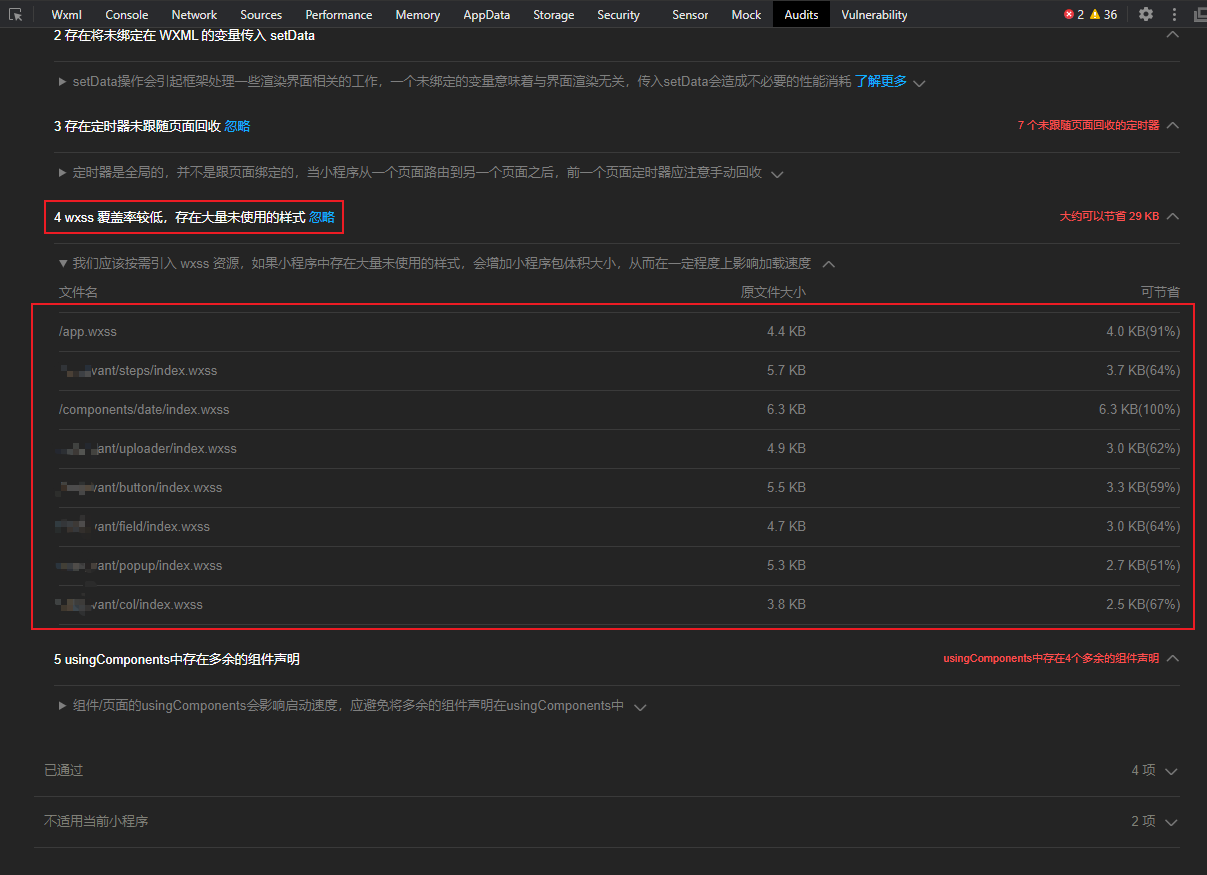 Wxml Console Network Sources Performance Memory AppData Storage Security Sensor Mock Audits Vulnerability 2 36
2 存在将未绑定在 WXML 的变量传入 setData
setData操作会引起框架处理一些渲染界面相关的工作，一个未绑定的变量意味着与界面渲染无关，传入setData会造成不必要的性能消耗 了解更多
3 存在定时器未跟随页面回收 忽略 7 个未跟随页面回收的定时器
定时器是全局的，并不是跟页面绑定的，当小程序从一个页面路由到另一个页面之后，前一个页面定时器应注意手动回收
4 wxss 覆盖率较低，存在大量未使用的样式 忽略 大约可以节省 29 KB
我们应该按需引入 wxss 资源，如果小程序中存在大量未使用的样式，会增加小程序包体积大小，从而在一定程度上影响加载速度
文件名 原文件大小 可节省
/app.wxss 4.4 KB 4.0 KB(91%)
vant/steps/index.wxss 5.7 KB 3.7 KB(64%)
/components/date/index.wxss 6.3 KB 6.3 KB(100%)
ant/uploader/index.wxss 4.9 KB 3.0 KB(62%)
vant/button/index.wxss 5.5 KB 3.3 KB(59%)
vant/field/index.wxss 4.7 KB 3.0 KB(64%)
ant/popup/index.wxss 5.3 KB 2.7 KB(51%)
vant/col/index.wxss 3.8 KB 2.5 KB(67%)
5 usingComponents中存在多余的组件声明 usingComponents中存在4个多余的组件声明
组件/页面的usingComponents会影响启动速度，应避免将多余的组件声明在usingComponents中
已通过 4 项
不适用当前小程序 2 项